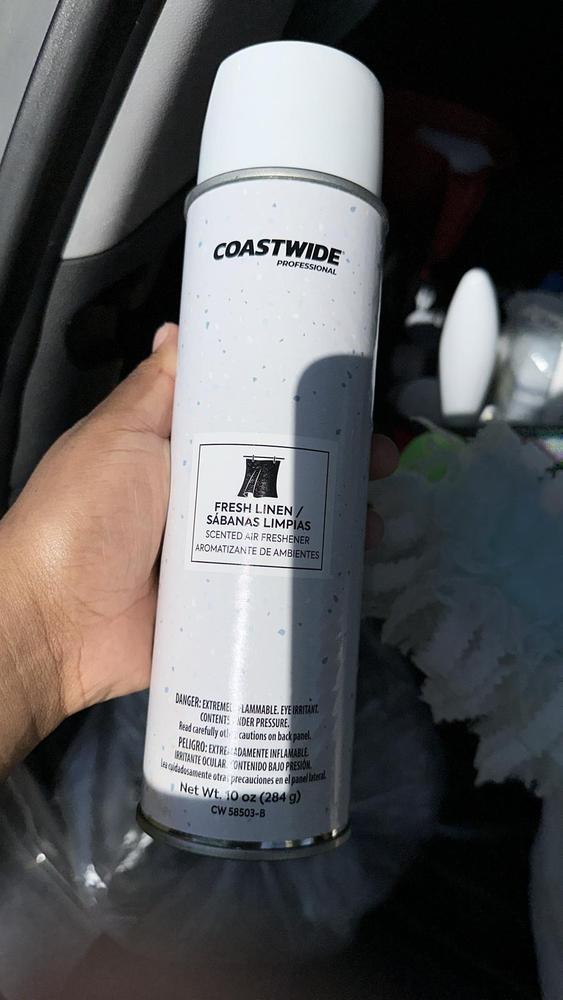 COASTWIDE
PROFESSIONAL
FRESH LINEN /
SÁBANAS LIMPIAS
SCENTED AIR FRESHENER
AROMATIZANTE DE AMBIENTES
DANGER: EXTREMELY FLAMMABLE. EYE IRRITANT.
CONTENTS UNDER PRESSURE.
Read carefully other cautions on back panel.
PELIGRO: EXTREMADAMENTE INFLAMABLE.
IRRITANTE OCULAR. CONTENIDO BAJO PRESIÓN.
Lea cuidadosamente otras precauciones en el panel lateral.
Net Wt. 10 oz (284 g)
CW 58503-B